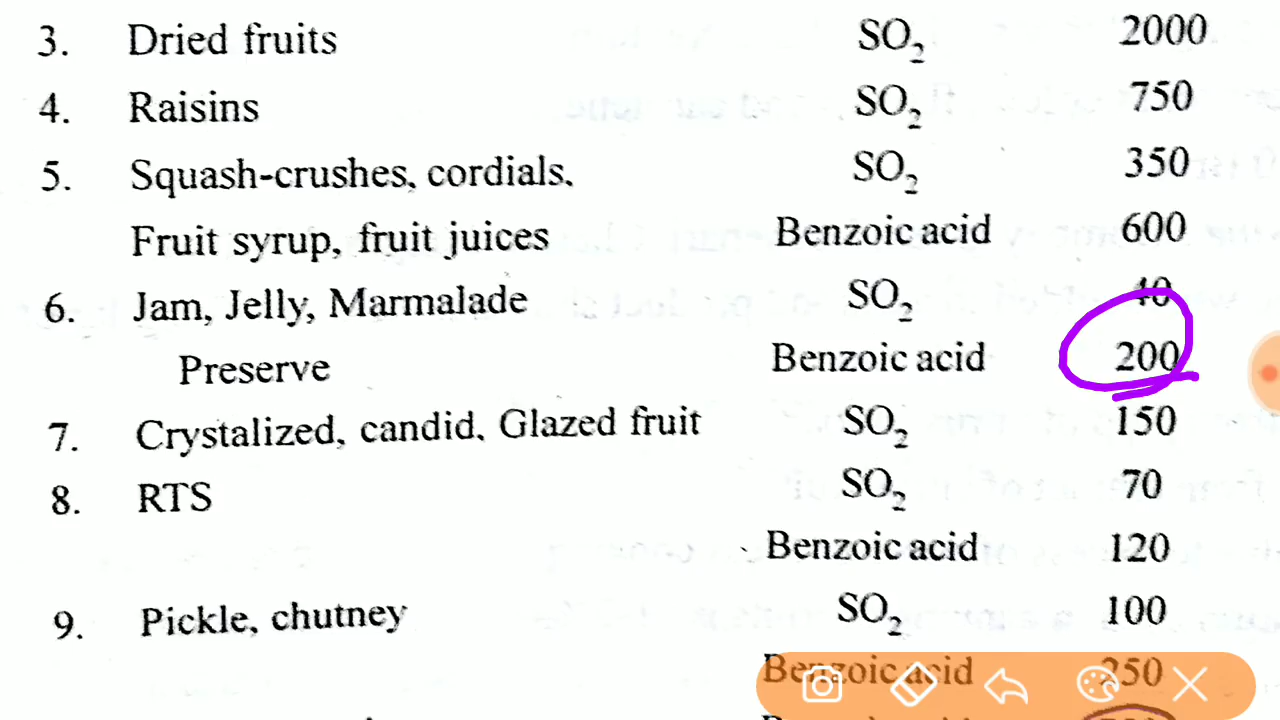 3. Dried fruits SO₂ 2000
4. Raisins SO₂ 750
5. Squash-crushes, cordials, SO₂ 350
Fruit syrup, fruit juices Benzoic acid 600
6. Jam, Jelly, Marmalade SO₂ 40
Preserve Benzoic acid 200
7. Crystalized, candid, Glazed fruit SO₂ 150
8. RTS SO₂ 70
Benzoic acid 120
9. Pickle, chutney SO₂ 100
Benzoic acid 250